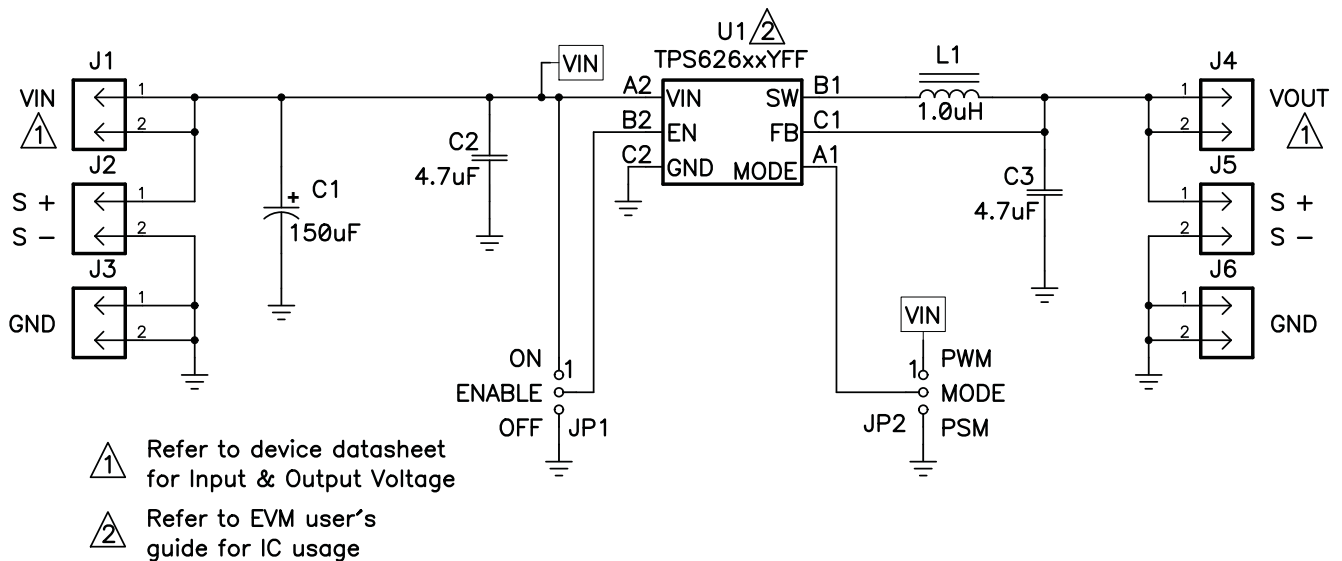 U1 2
TPS626xxYFF
J1
VIN
1
1
2
J2
S +
1
S -
2
J3
GND
1
2
+ C1
150uF
C2
4.7uF
VIN
A2 VIN SW B1
B2 EN FB C1
C2 GND MODE A1
L1
1.0uH
C3
4.7uF
J4
1
2
VOUT
1
J5
1
S +
2
S -
J6
1
2
GND
ON 1
ENABLE
OFF JP1
VIN
1 PWM
MODE
JP2 PSM
1 Refer to device datasheet
for Input & Output Voltage
2 Refer to EVM user's
guide for IC usage